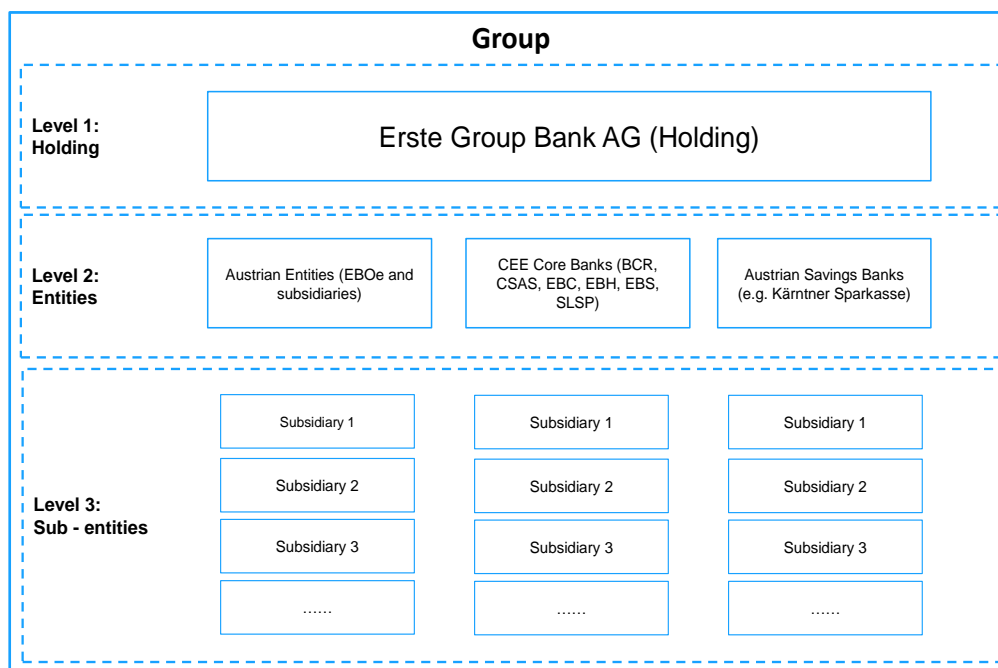 Group
Level 1:
Holding
Erste Group Bank AG (Holding)
Level 2:
Entities
Austrian Entities (EBOe and
subsidiaries)
CEE Core Banks (BCR,
CSAS, EBC, EBH, EBS,
SLSP)
Austrian Savings Banks
(e.g. Kärntner Sparkasse)
Level 3:
Sub - entities
Subsidiary 1
Subsidiary 1
Subsidiary 1
Subsidiary 2
Subsidiary 2
Subsidiary 2
Subsidiary 3
Subsidiary 3
Subsidiary 3
……
……
……